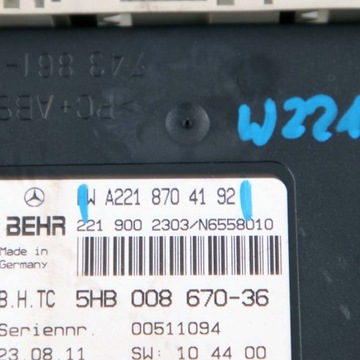 743 861-
>PC+ABS
W221
HW A221 870 41 92
BEHR 221 900 2303/N6558010
Made in
Germany
B.H.TC 5HB 008 670-36
Seriennr. 00511094
23.08.11 SW: 10 44 00